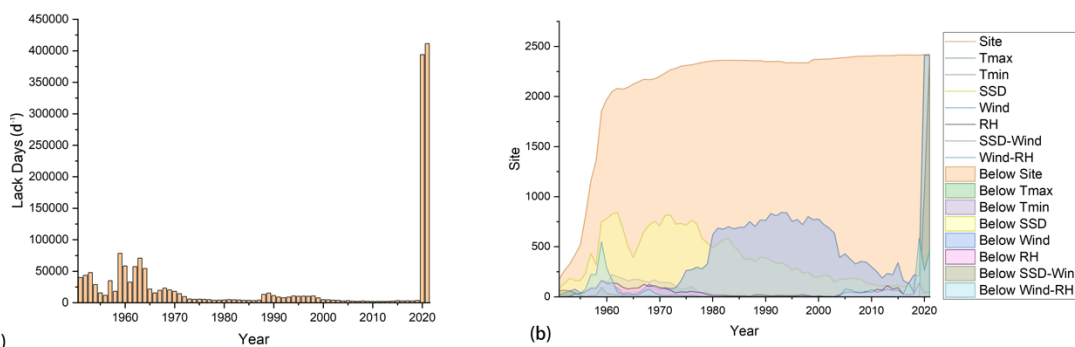 450000
400000
350000
300000
250000
200000
150000
100000
50000
0
Lack Days (d⁻¹)
1960 1970 1980 1990 2000 2010 2020
Year
)
2500
2000
1500
1000
500
0
Site
1960 1970 1980 1990 2000 2010 2020
Year
(b)
Site
Tmax
Tmin
SSD
Wind
RH
SSD-Wind
Wind-RH
Below Site
Below Tmax
Below Tmin
Below SSD
Below Wind
Below RH
Below SSD-Win
Below Wind-RH